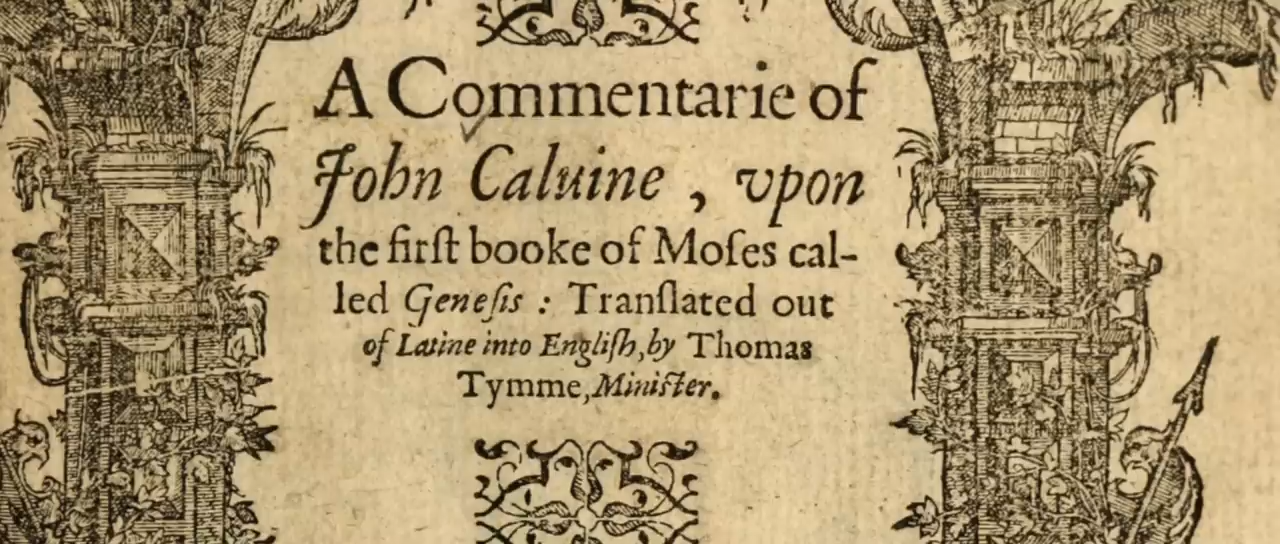 A Commentarie of
John Caluine , vpon
the firſt booke of Moſes cal-
led Geneſis : Tranſlated out
of Latine into Engliſh,by Thomas
Tymme,Miniſter.